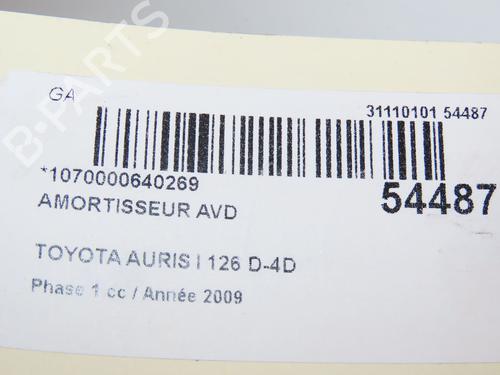 GA
31110101 54487
*1070000640269
54487
AMORTISSEUR AVD
TOYOTA AURIS I 126 D-4D
Phase 1 cc / Année 2009
B-PARTS